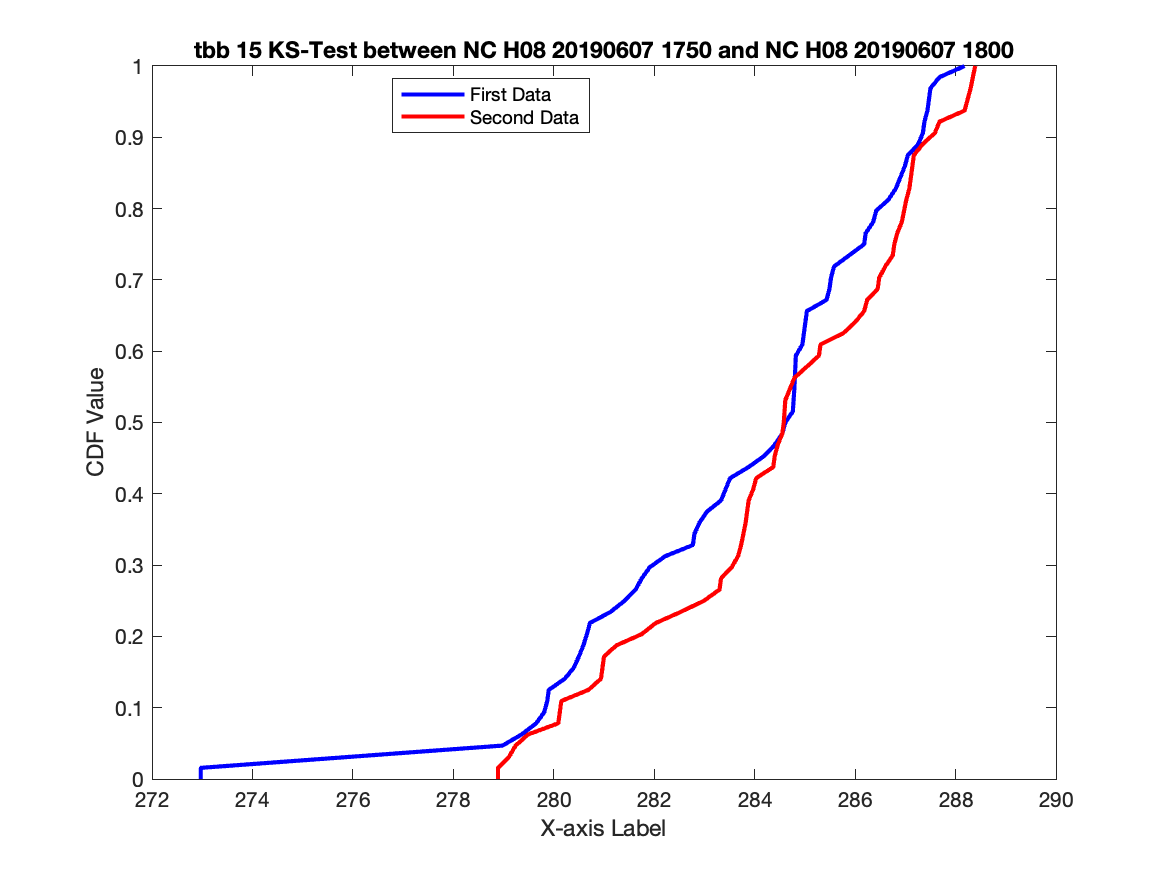 tbb 15 KS-Test between NC H08 20190607 1750 and NC H08 20190607 1800
First Data
Second Data
CDF Value
1
0.9
0.8
0.7
0.6
0.5
0.4
0.3
0.2
0.1
0
272 274 276 278 280 282 284 286 288 290
X-axis Label